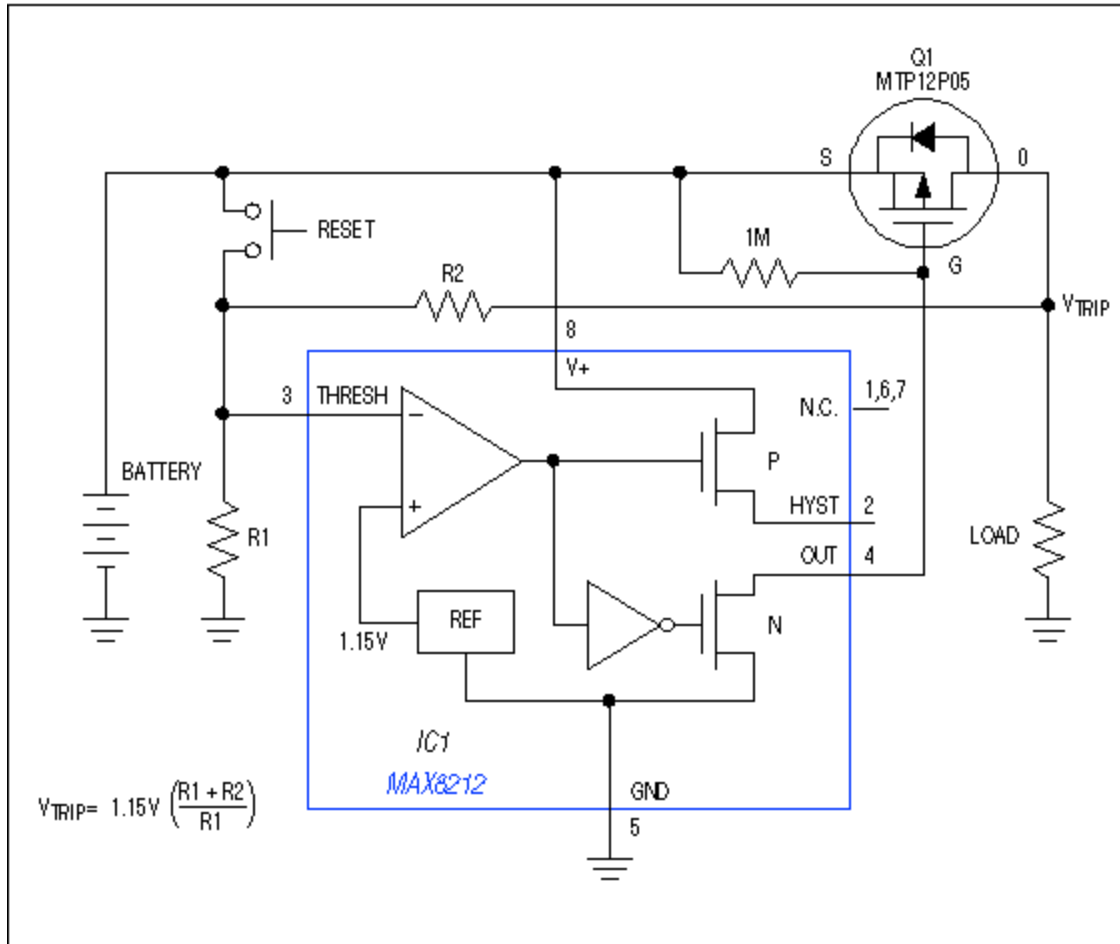 Q1
MTP12P05
S
0
RESET
1M
G
R2
VTRIP
8
V+
3
THRESH
N.C.
1,6,7
−
P
BATTERY
+
HYST
2
R1
OUT
4
LOAD
REF
N
1.15V
IC1
MAX8212
GND
VTRIP= 1.15V (R1 + R2 / R1)
5